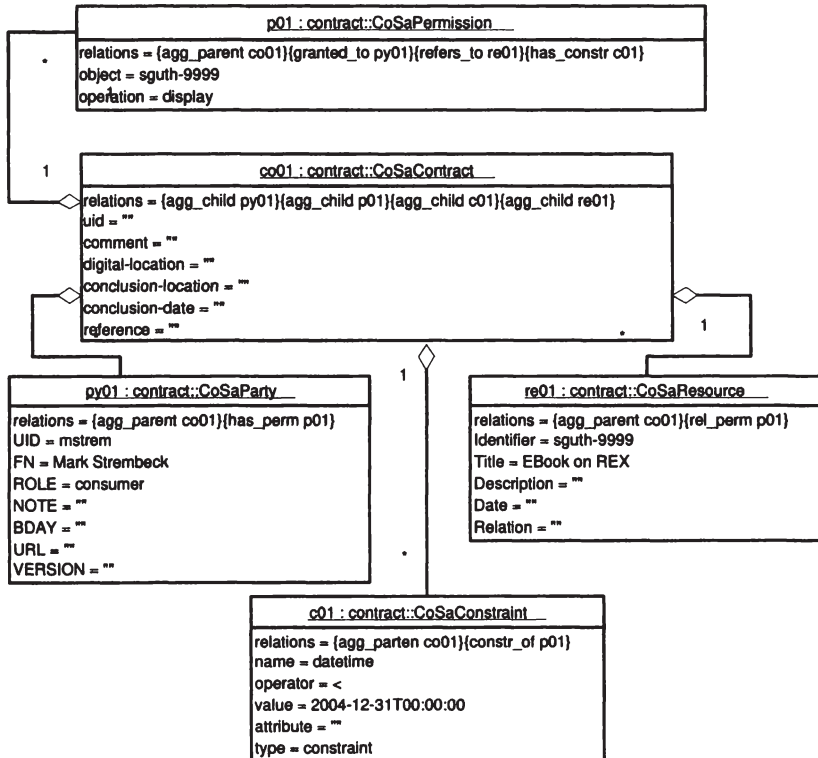 p01 : contract::CoSaPermission
relations = {agg_parent co01}{granted_to py01}{refers_to re01}{has_constr c01}
object = sguth-9999
operation = display
*
1
1
co01 : contract::CoSaContract
relations = {agg_child py01}{agg_child p01}{agg_child c01}{agg_child re01}
uid = ""
comment = ""
digital-location = ""
conclusion-location = ""
conclusion-date = ""
reference = ""
*
1
1
py01 : contract::CoSaParty
relations = {agg_parent co01}{has_perm p01}
UID = mstrem
FN = Mark Strembeck
ROLE = consumer
NOTE = ""
BDAY = ""
URL = ""
VERSION = ""
re01 : contract::CoSaResource
relations = {agg_parent co01}{rel_perm p01}
Identifier = sguth-9999
Title = EBook on REX
Description = ""
Date = ""
Relation = ""
*
c01 : contract::CoSaConstraint
relations = {agg_parten co01}{constr_of p01}
name = datetime
operator = <
value = 2004-12-31T00:00:00
attribute = ""
type = constraint